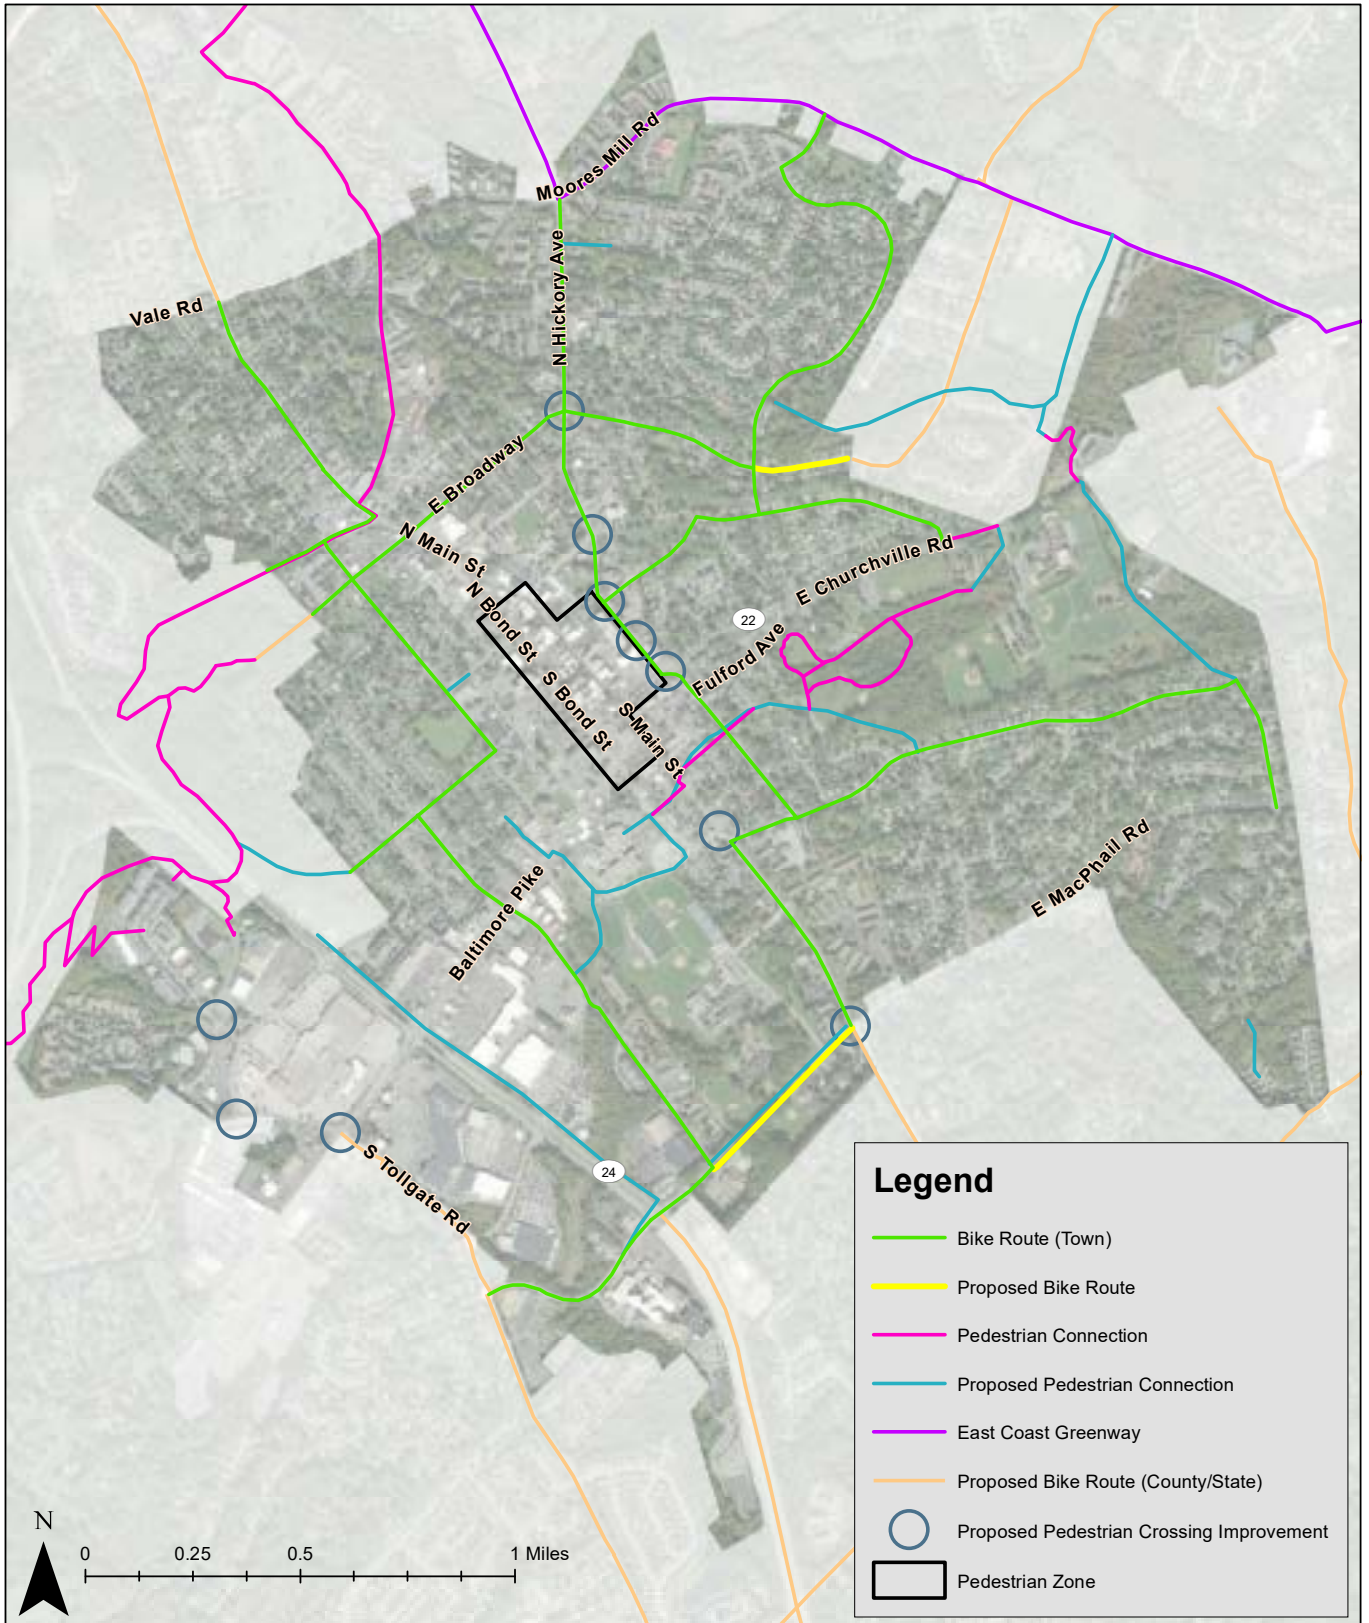 Moores Mill Rd
N Hickory Ave
Vale Rd
E Broadway
N Main St
E Churchville Rd
N Bond St
22
Fulford Ave
S Bond St
S Main St
E MacPhail Rd
Baltimore Pike
24
S Tollgate Rd
Legend
Bike Route (Town)
Proposed Bike Route
Pedestrian Connection
Proposed Pedestrian Connection
East Coast Greenway
Proposed Bike Route (County/State)
Proposed Pedestrian Crossing Improvement
Pedestrian Zone
N
0 0.25 0.5 1 Miles